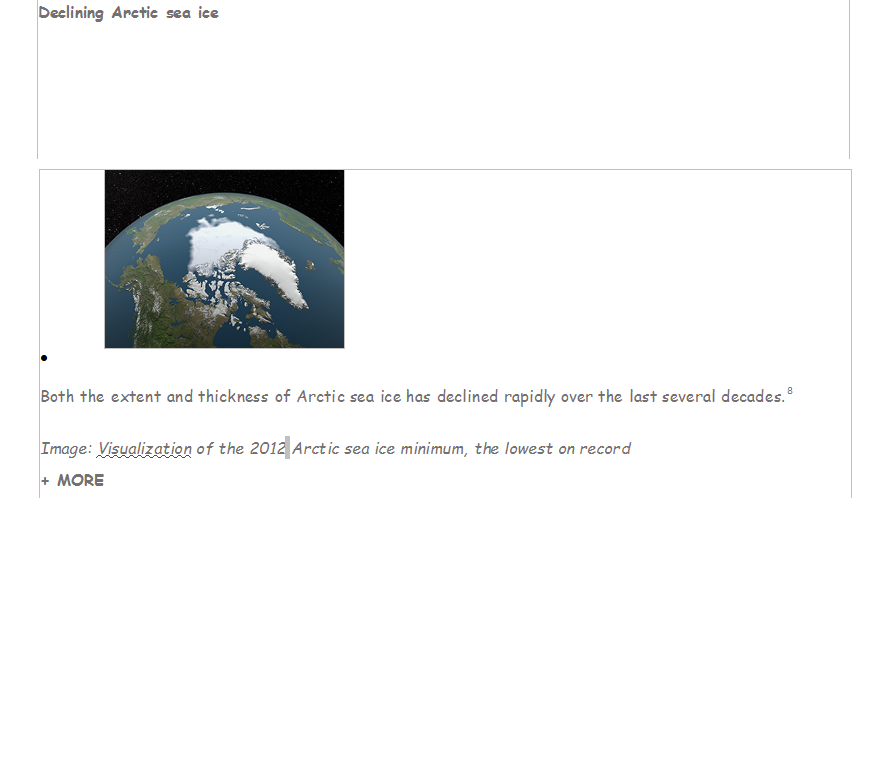 Declining Arctic sea ice
Both the extent and thickness of Arctic sea ice has declined rapidly over the last several decades.8
Image: Visualization of the 2012 Arctic sea ice minimum, the lowest on record
+ MORE